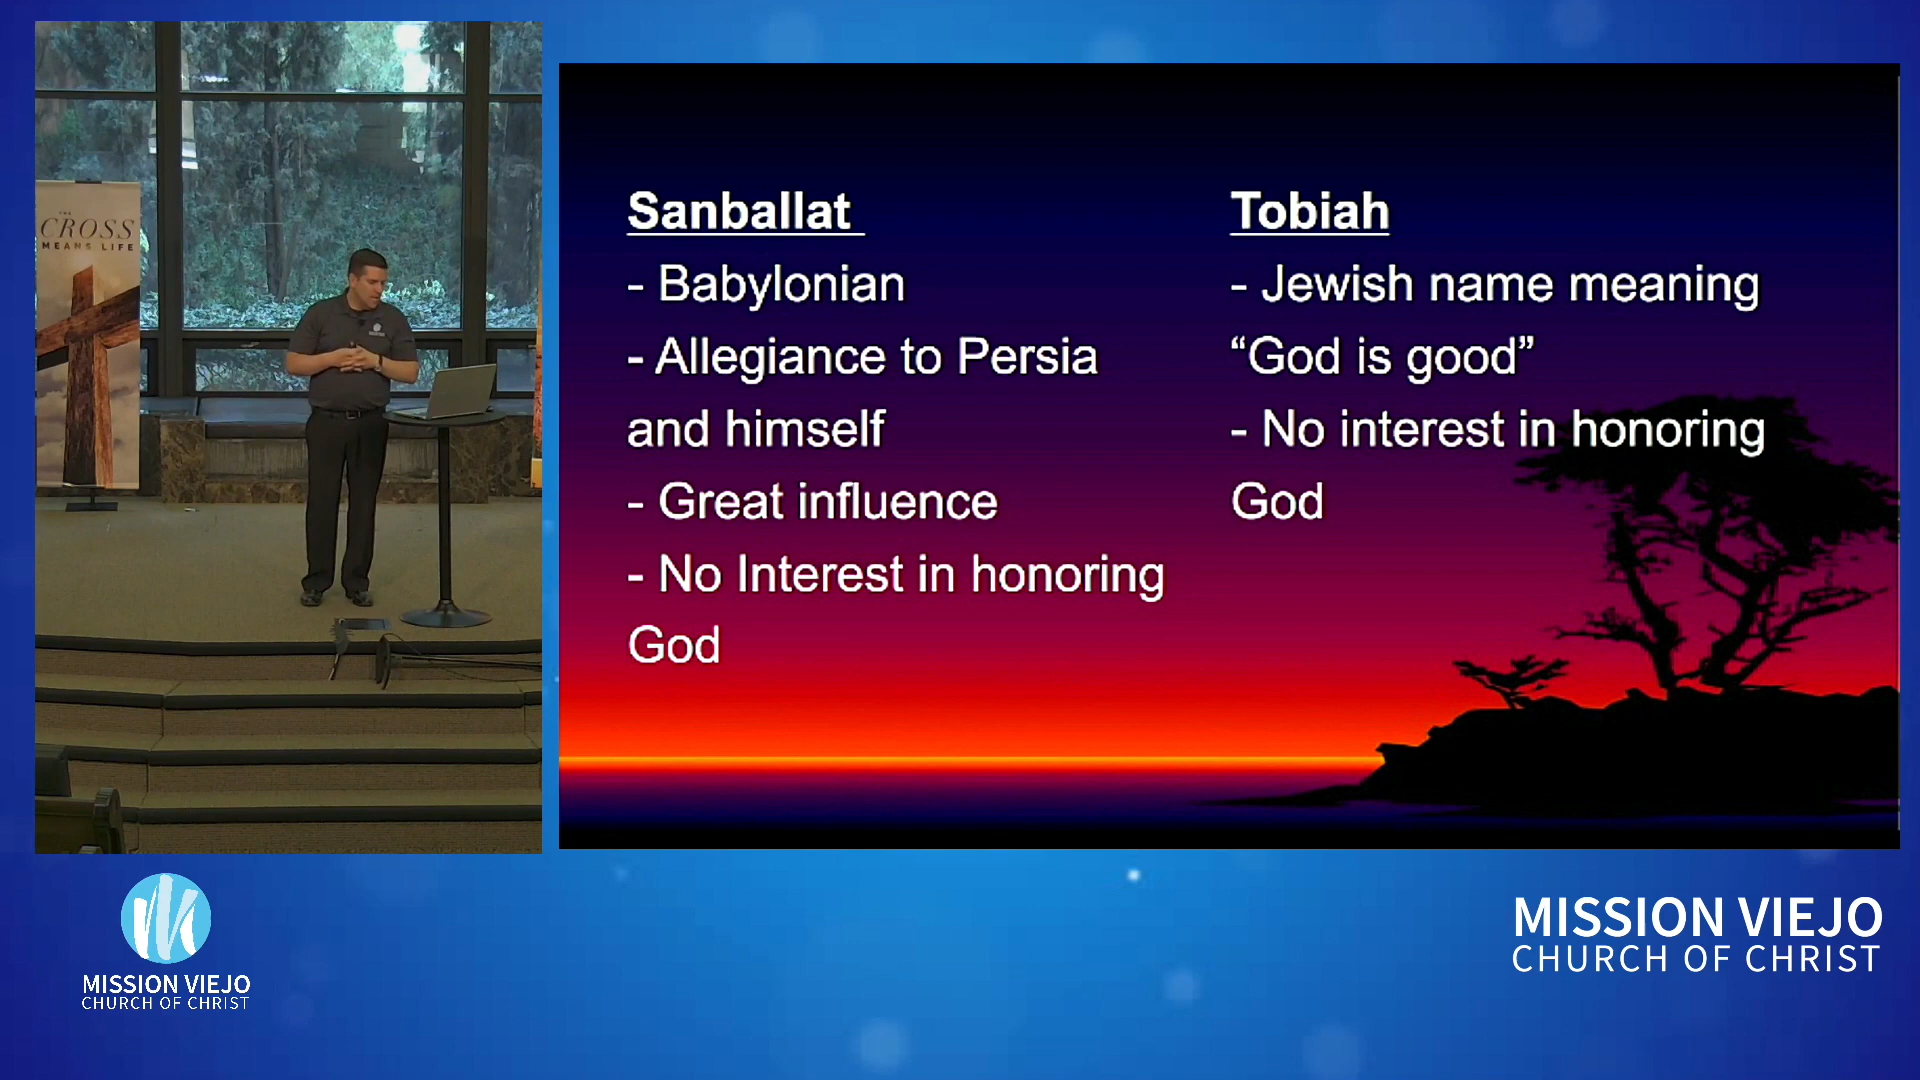 THE
CROSS
MEANS LIFE
Sanballat
- Babylonian
- Allegiance to Persia
and himself
- Great influence
- No Interest in honoring
God
Tobiah
- Jewish name meaning
“God is good”
- No interest in honoring
God
MISSION VIEJO
CHURCH OF CHRIST
MISSION VIEJO
CHURCH OF CHRIST